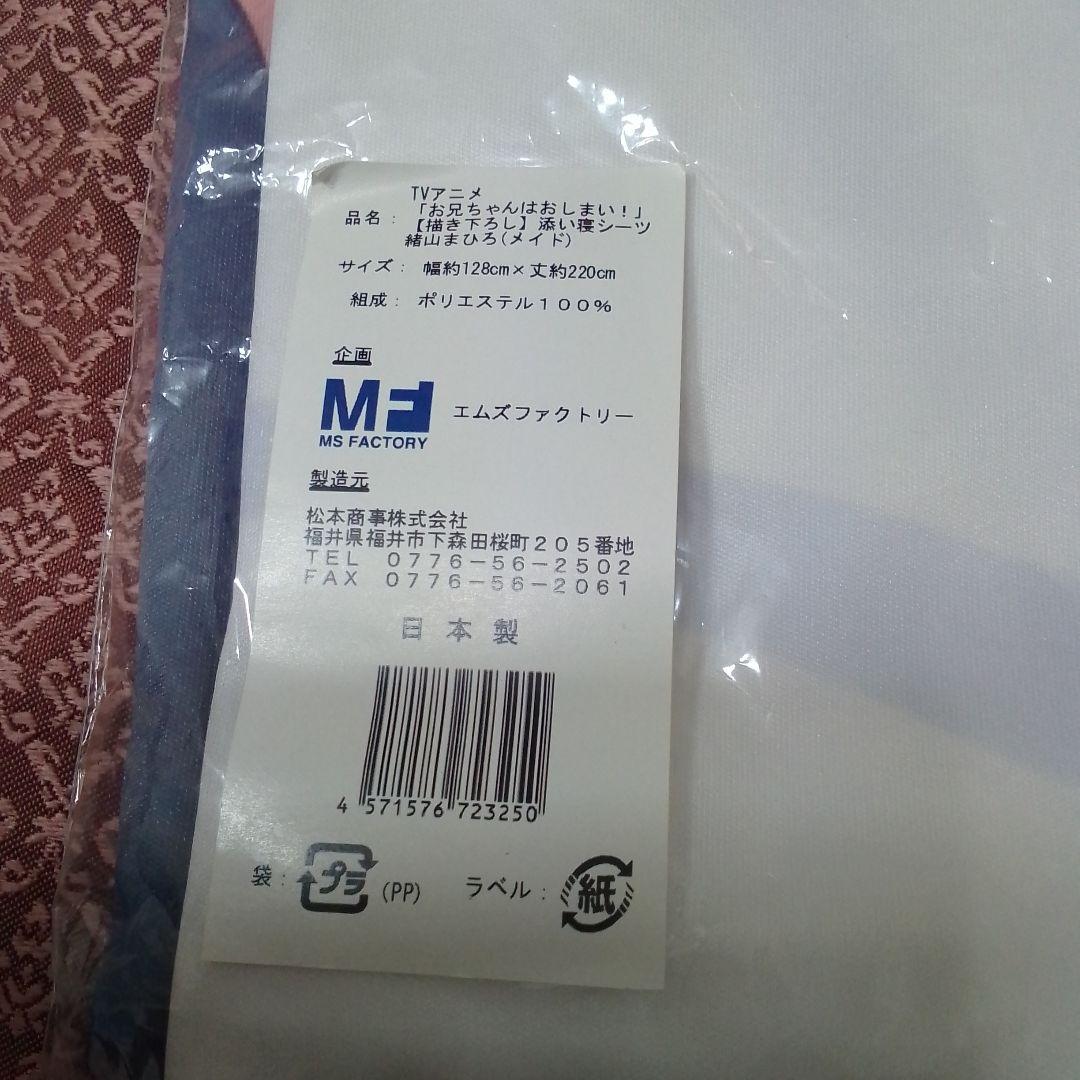 TVアニメ
品名： 「お兄ちゃんはおしまい！」
【描き下ろし】添い寝シーツ
緒山まひろ(メイド)
サイズ： 幅約128cm×丈約220cm
組成： ポリエステル１００％
企画
MF
MS FACTORY
エムズファクトリー
製造元
松本商事株式会社
福井県福井市下森田桜町２０５番地
ＴＥＬ ０７７６－５６－２５０２
ＦＡＸ ０７７６－５６－２０６１
日本製
4 571576 723250
袋： プラ (PP) ラベル： 紙